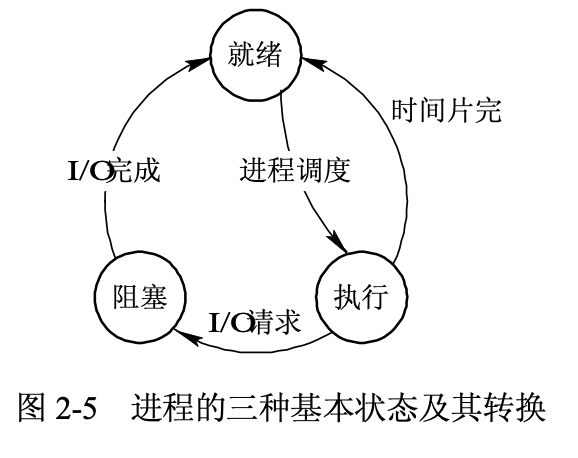 就绪
时间片完
I/O完成
进程调度
阻塞
执行
I/O请求
图 2-5 进程的三种基本状态及其转换